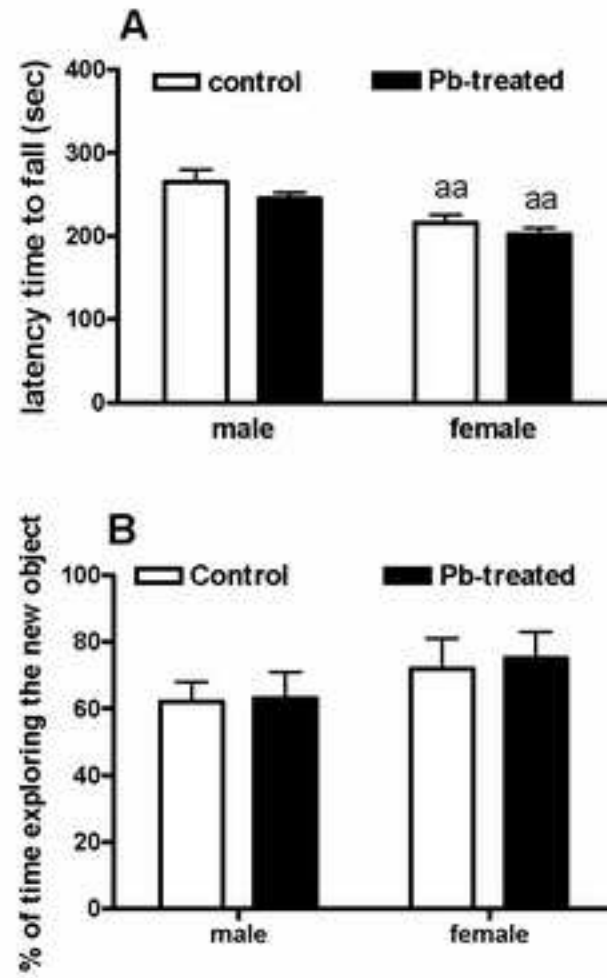 A
control Pb-treated
latency time to fall (sec)
400
300
200
100
0
aa aa
male female
B
Control Pb-treated
% of time exploring the new object
100
80
60
40
20
0
male female